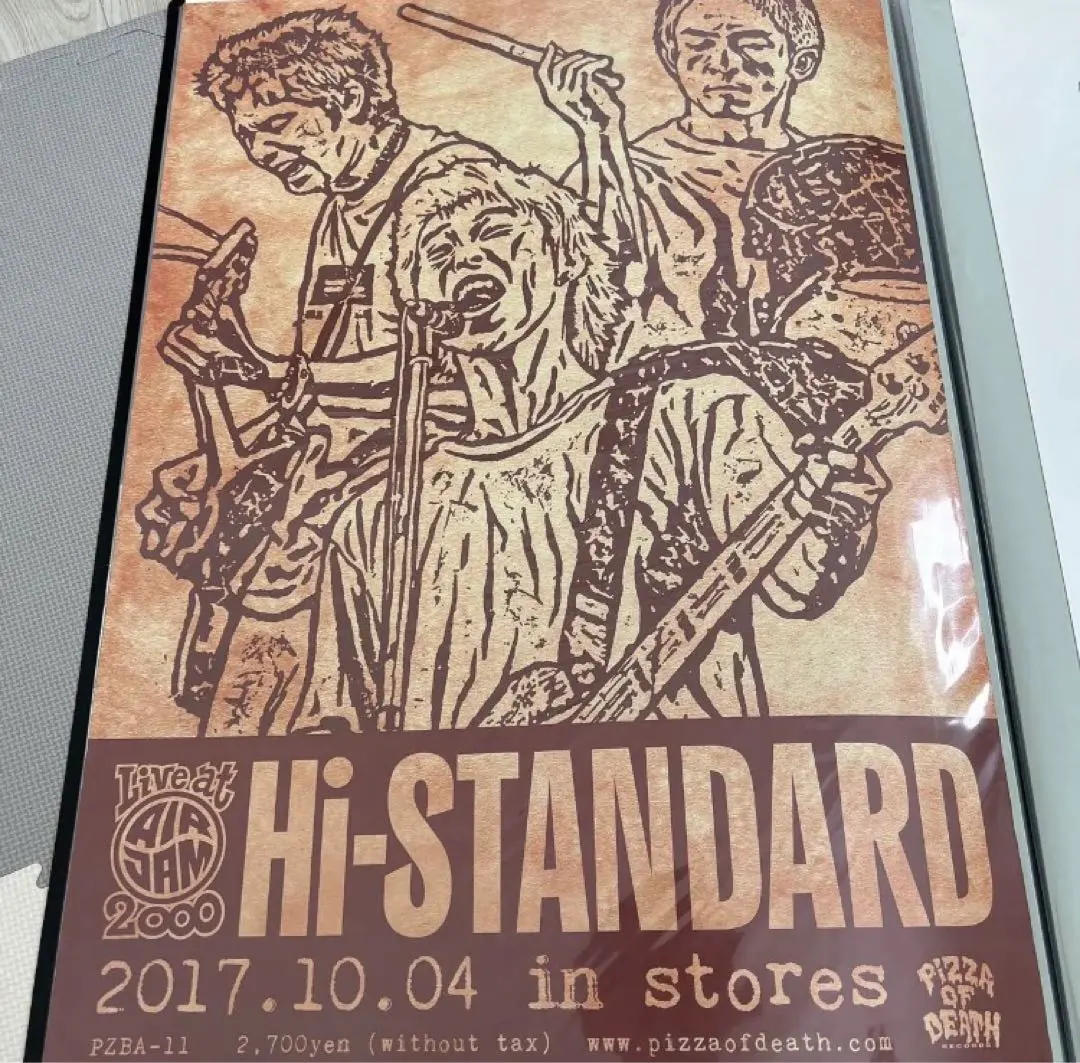 Live at
AIR
JAM
2000
Hi-STANDARD
2017.10.04 in stores
PIZZA
OF
DEATH
RECORDS
PZBA-11 2,700yen (without tax) www.pizzaofdeath.com